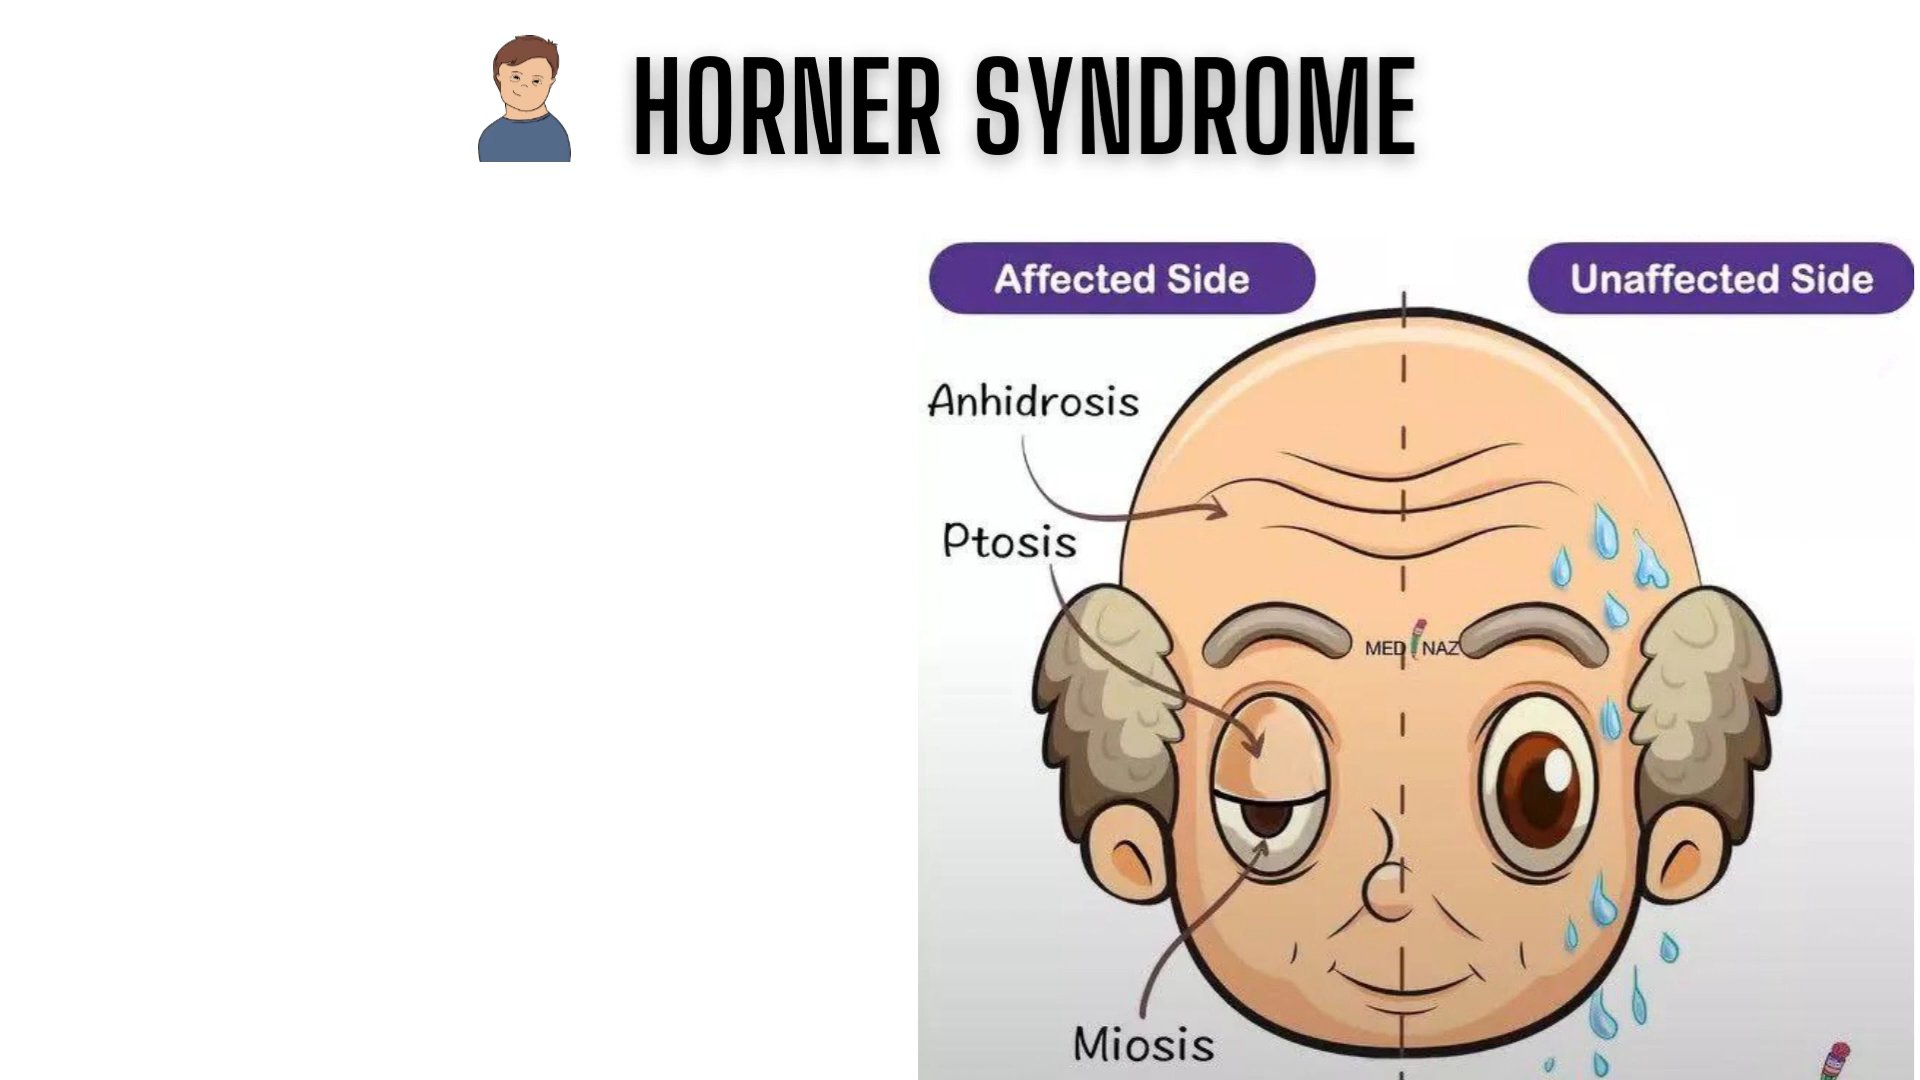 HORNER SYNDROME
Affected Side
Unaffected Side
Anhidrosis
Ptosis
MED NAZ
Miosis